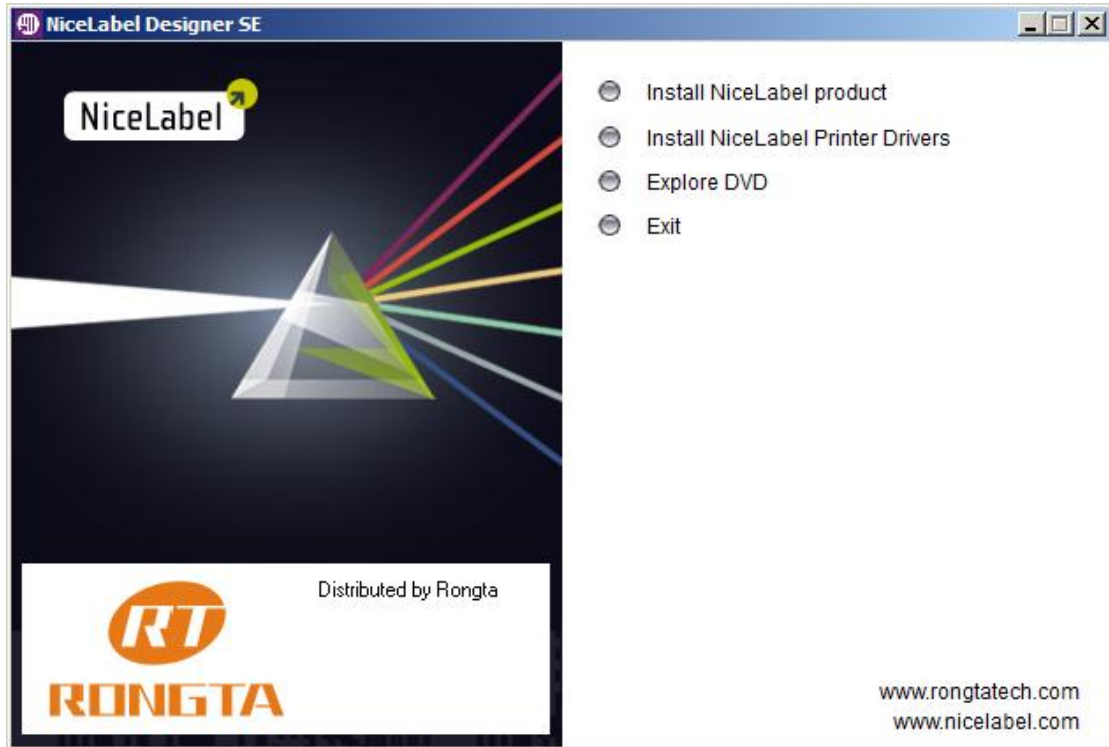 NiceLabel Designer SE
NiceLabel
Install NiceLabel product
Install NiceLabel Printer Drivers
Explore DVD
Exit
Distributed by Rongta
RT
RONGTA
www.rongtatech.com
www.nicelabel.com